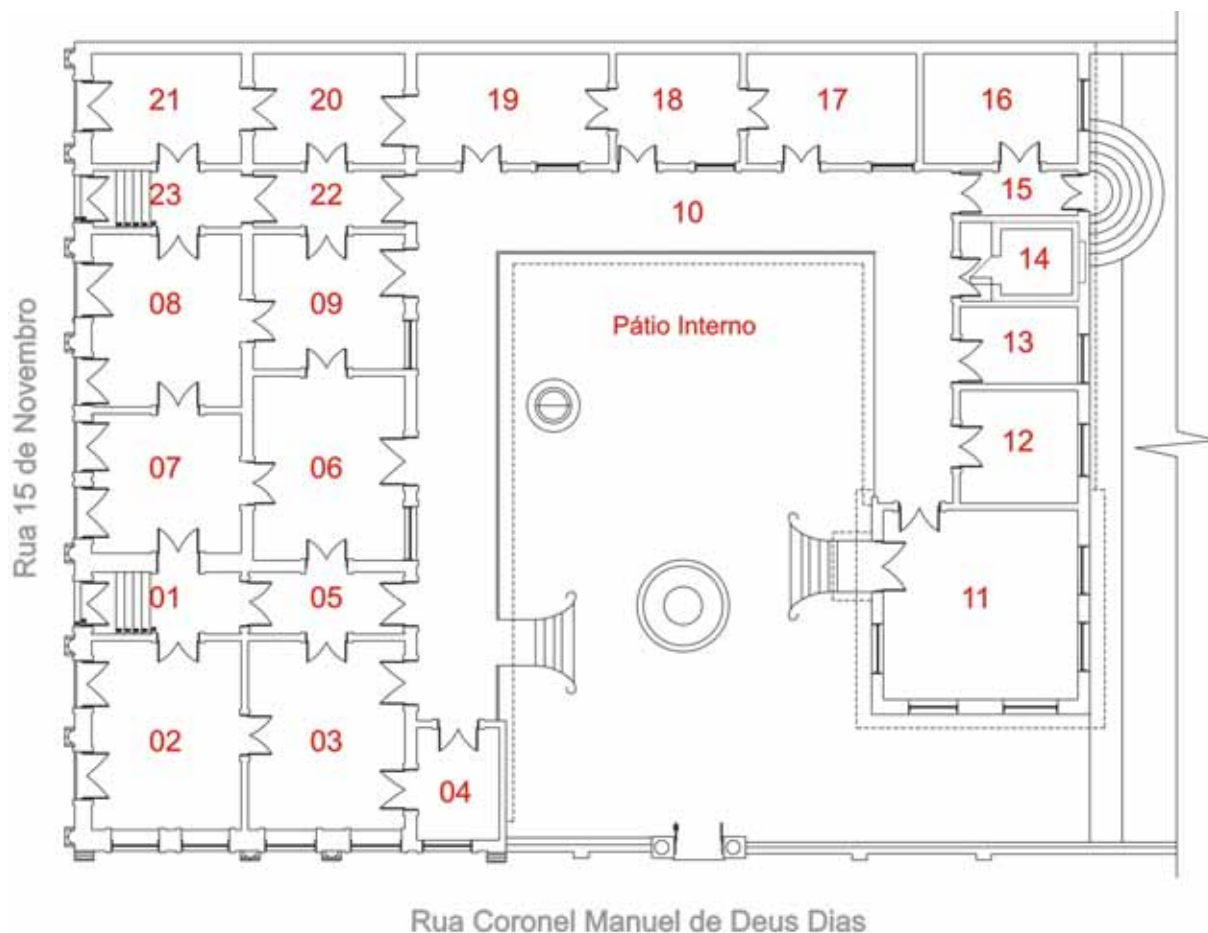 21 20 19 18 17 16
23 22 10 15
14
08 09 Pátio Interno 13
12
07 06
01 05 11
02 03 04
Rua 15 de Novembro
Rua Coronel Manuel de Deus Dias